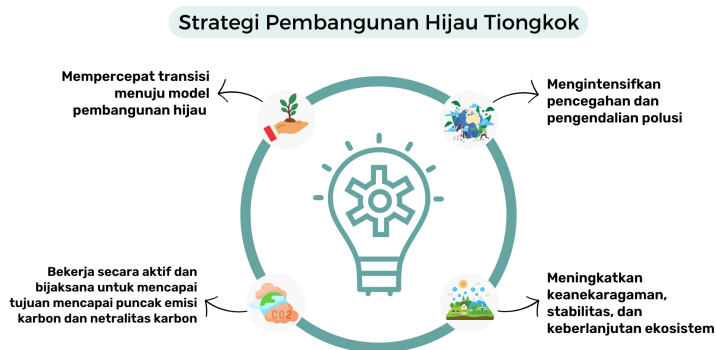 Strategi Pembangunan Hijau Tiongkok
Mempercepat transisi
menuju model
pembangunan hijau
Mengintensifkan
pencegahan dan
pengendalian polusi
Bekerja secara aktif dan
bijaksana untuk mencapai
tujuan mencapai puncak emisi
karbon dan netralitas karbon
CO2
Meningkatkan
keanekaragaman,
stabilitas, dan
keberlanjutan ekosistem